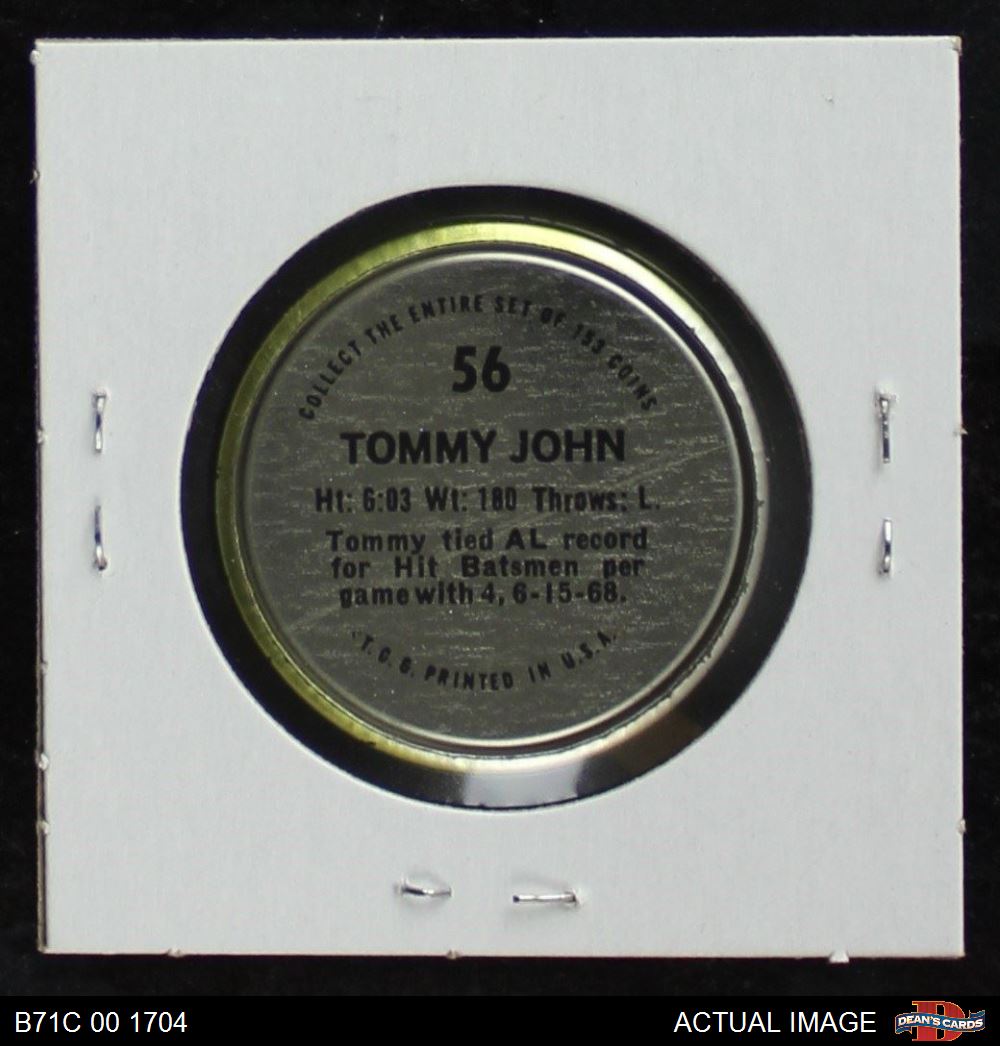 COLLECT THE ENTIRE SET OF 153 COINS
56
TOMMY JOHN
Ht: 6:03 Wt: 180 Throws: L.
Tommy tied AL record
for Hit Batsmen per
game with 4, 6-15-68.
T.C.G. PRINTED IN U.S.A.
B71C 00 1704
ACTUAL IMAGE
DEAN'S CARDS